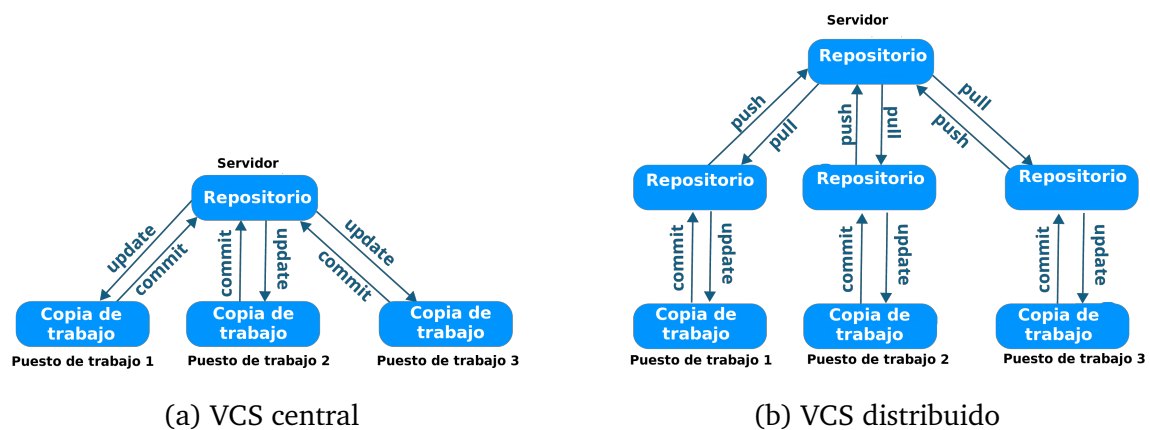 Servidor
Repositorio
update
commit
commit
update
update
commit
Copia de
trabajo
Copia de
trabajo
Copia de
trabajo
Puesto de trabajo 1
Puesto de trabajo 2
Puesto de trabajo 3
(a) VCS central
Servidor
Repositorio
push
pull
push
pull
pull
push
Repositorio
Repositorio
Repositorio
commit
update
commit
update
commit
update
Copia de
trabajo
Copia de
trabajo
Copia de
trabajo
Puesto de trabajo 1
Puesto de trabajo 2
Puesto de trabajo 3
(b) VCS distribuido